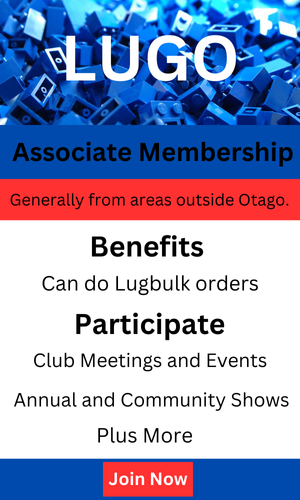 LUGO
Associate Membership
Generally from areas outside Otago.
Benefits
Can do Lugbulk orders
Participate
Club Meetings and Events
Annual and Community Shows
Plus More
Join Now